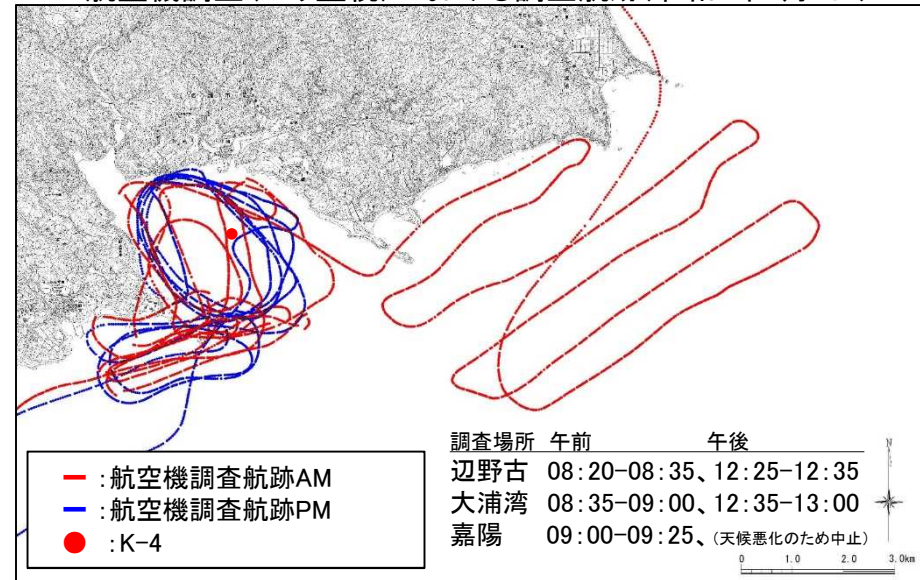 :航空機調査航跡AM
:航空機調査航跡PM
:K-4
調査場所 午前 午後
辺野古 08:20-08:35、12:25-12:35
大浦湾 08:35-09:00、12:35-13:00
嘉陽 09:00-09:25、(天候悪化のため中止)
N
0 1.0 2.0 3.0km